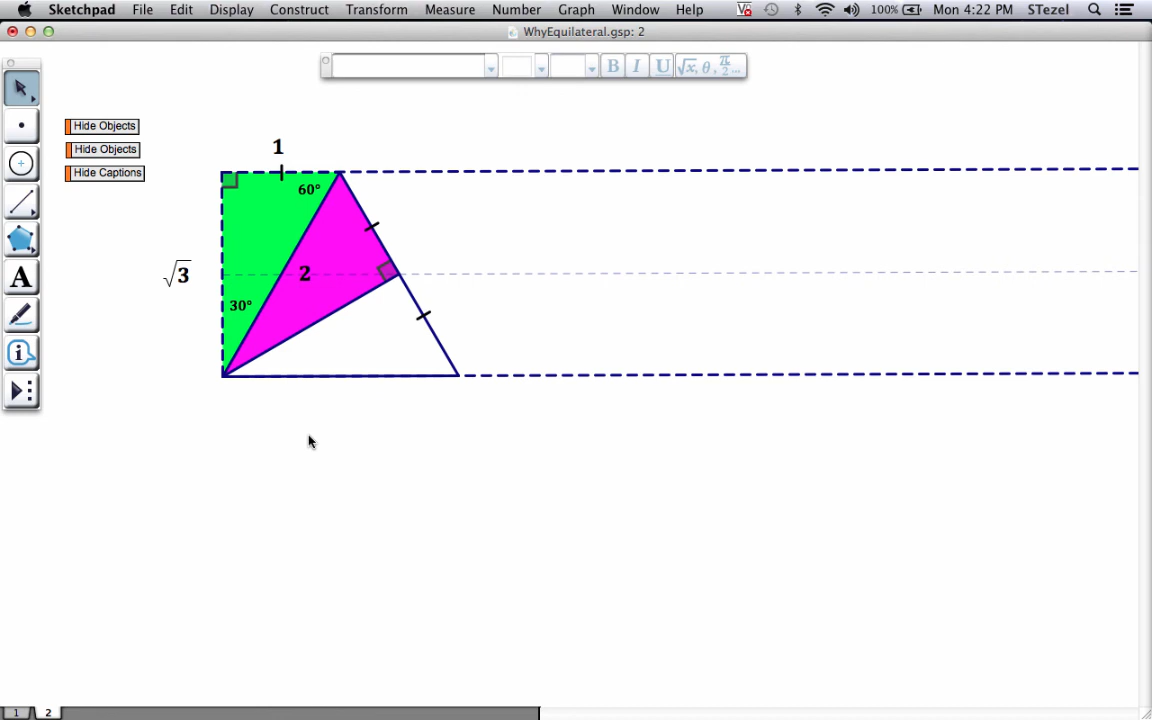 Sketchpad File Edit Display Construct Transform Measure Number Graph Window Help 100% Mon 4:22 PM STezel
WhyEquilateral.gsp: 2
B I U √x, θ, π/2...
Hide Objects
Hide Objects
Hide Captions
1
60°
√3
2
30°
A
i
1 2